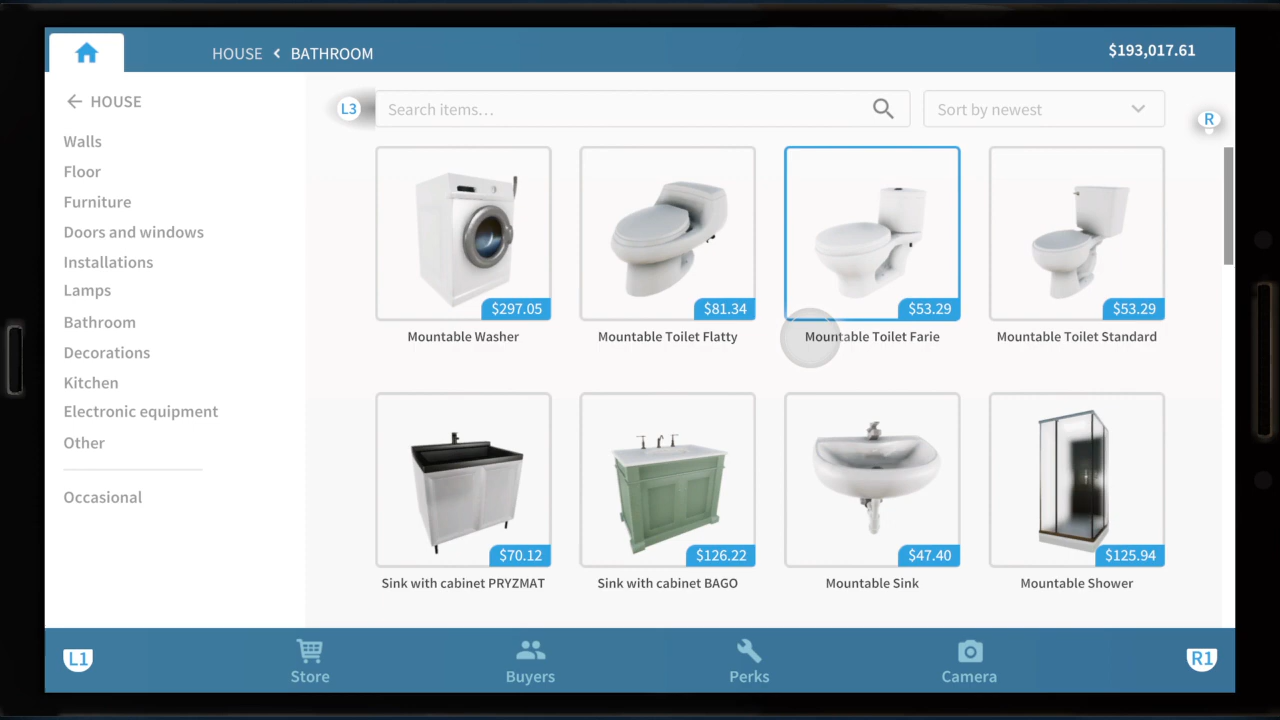 HOUSE < BATHROOM
$193,017.61
HOUSE
Walls
Floor
Furniture
Doors and windows
Installations
Lamps
Bathroom
Decorations
Kitchen
Electronic equipment
Other
Occasional
L3
Search items...
Sort by newest
R
$297.05
$81.34
$53.29
$53.29
Mountable Washer
Mountable Toilet Flatty
Mountable Toilet Farie
Mountable Toilet Standard
$70.12
$126.22
$47.40
$125.94
Sink with cabinet PRYZMAT
Sink with cabinet BAGO
Mountable Sink
Mountable Shower
L1
Store
Buyers
Perks
Camera
R1